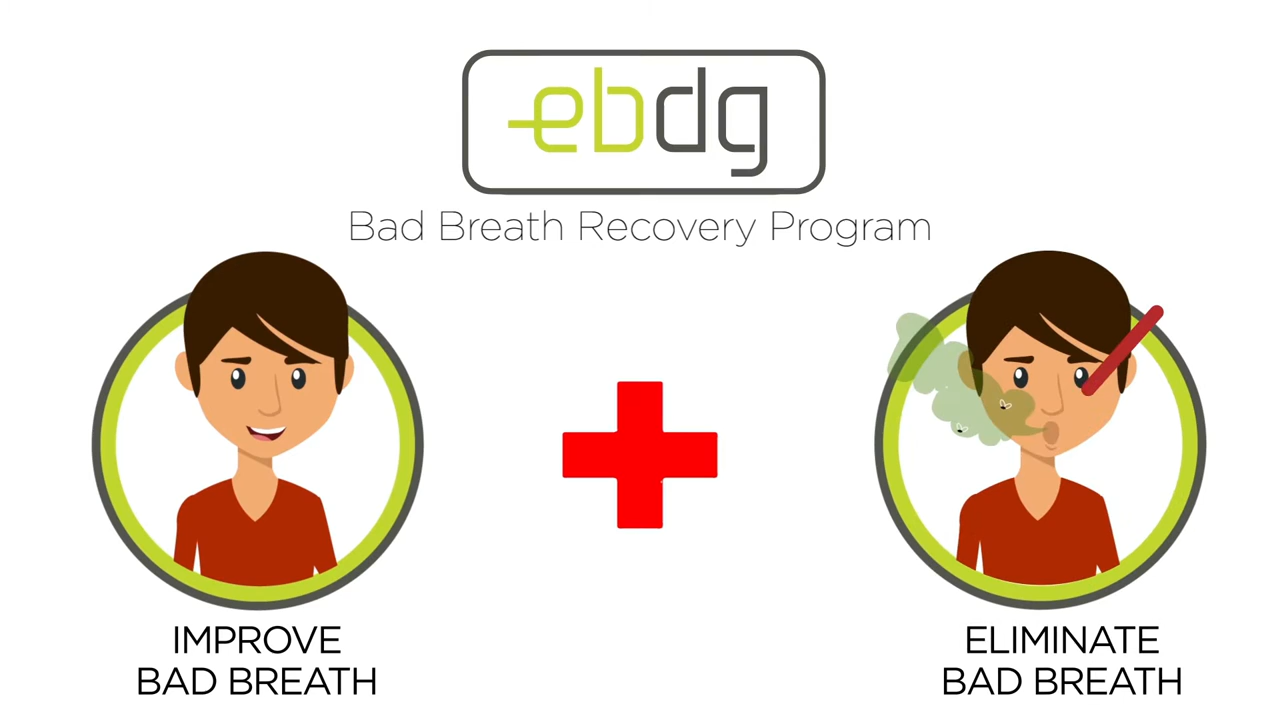 ebdg
Bad Breath Recovery Program
IMPROVE
BAD BREATH
ELIMINATE
BAD BREATH